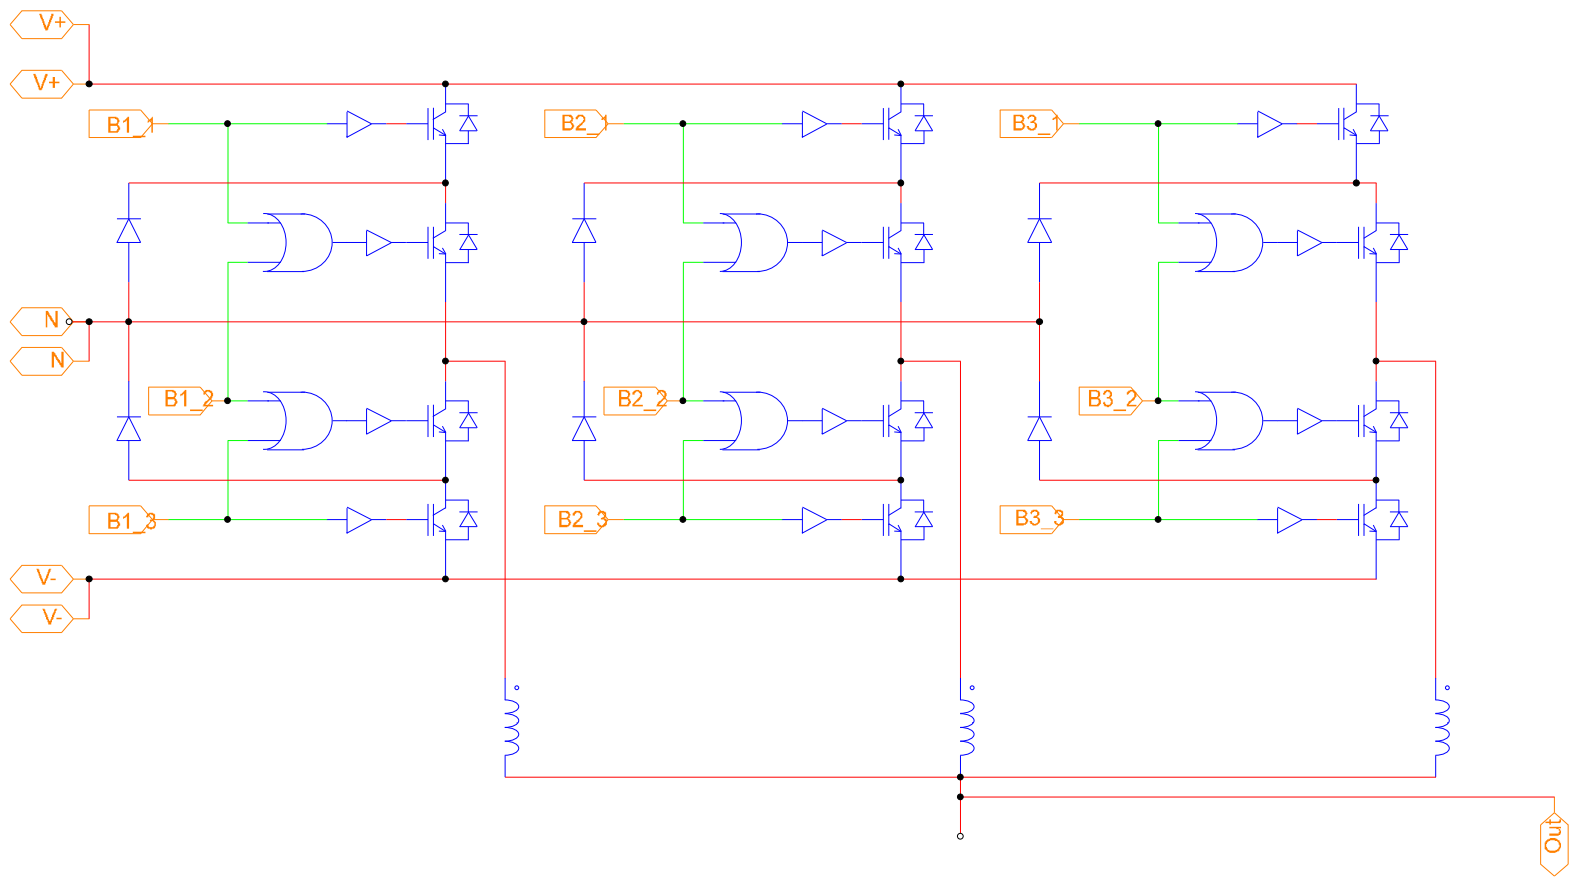 V+
V+
B1_1
B2_1
B3_1
N
N
B1_2
B2_2
B3_2
B1_3
B2_3
B3_3
V-
V-
Out